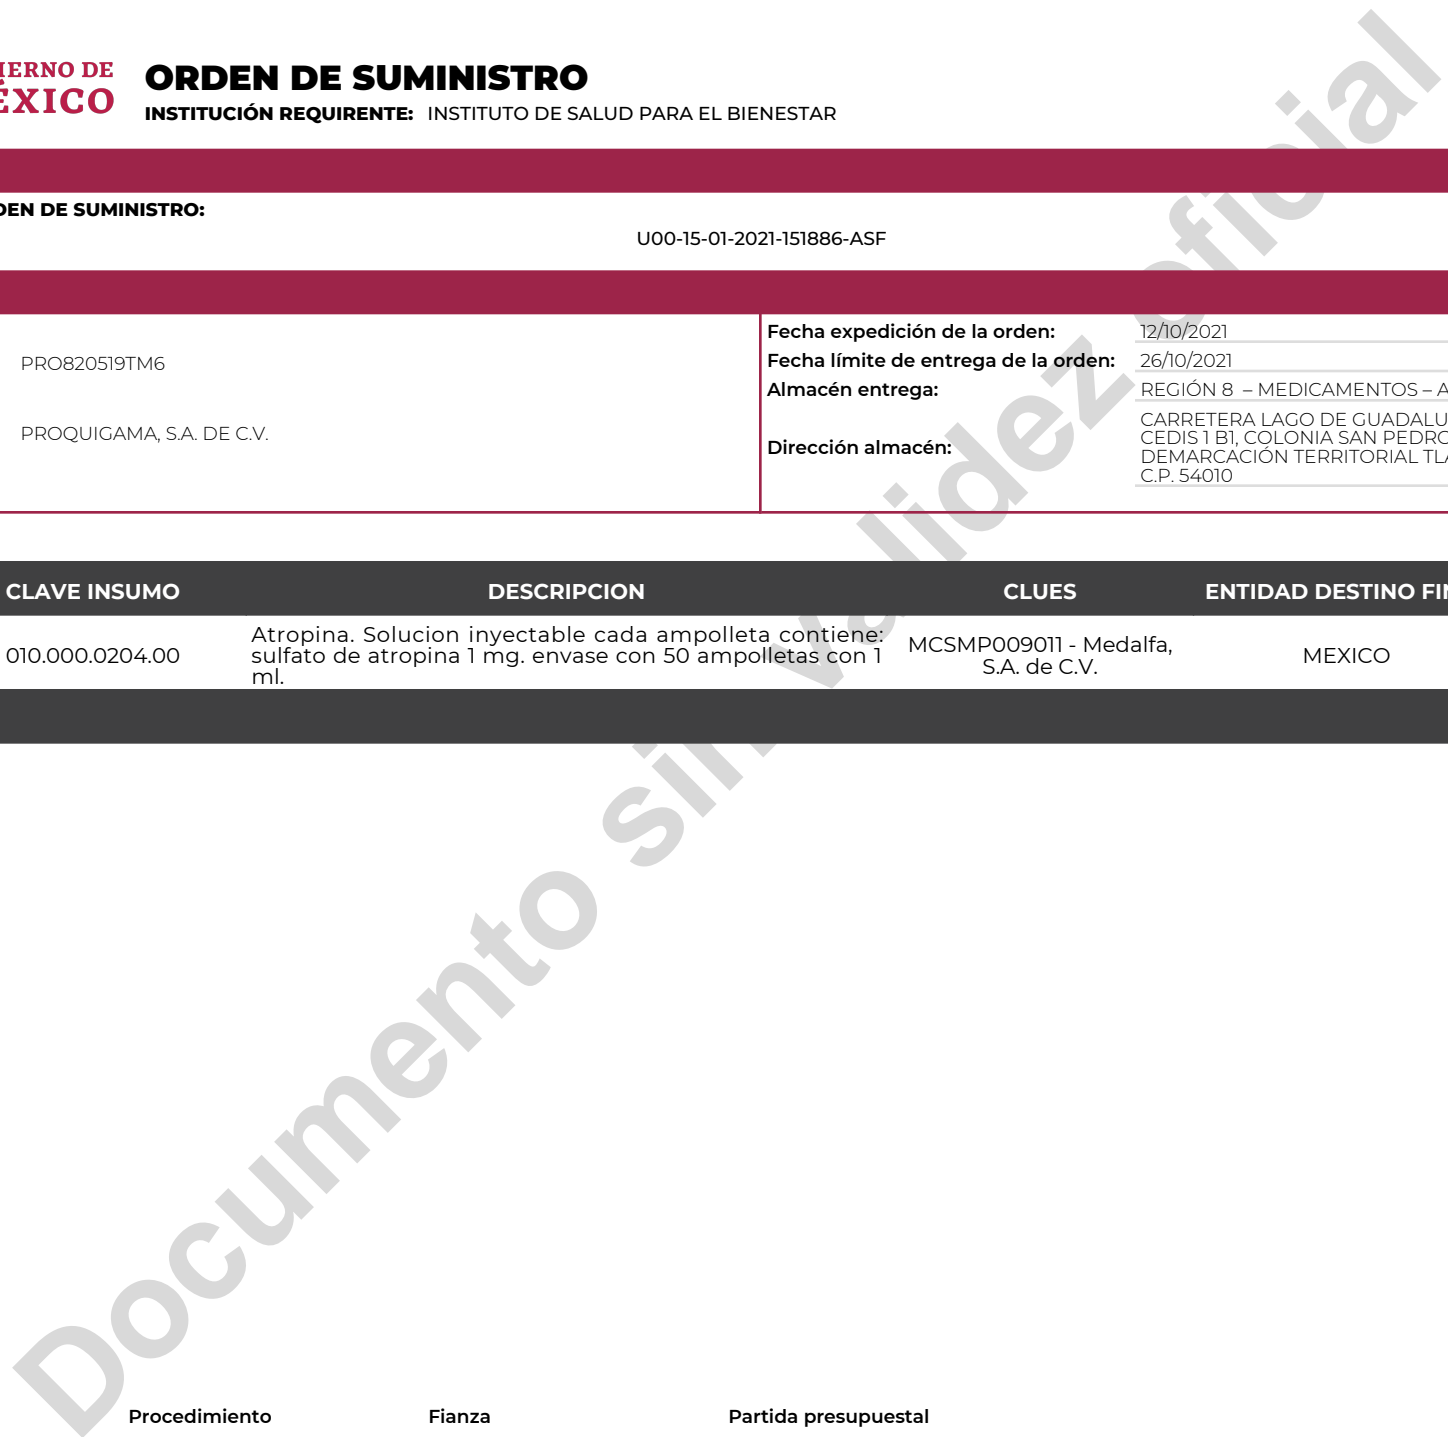 IERNO DE
ÉXICO
ORDEN DE SUMINISTRO
INSTITUCIÓN REQUIRENTE: INSTITUTO DE SALUD PARA EL BIENESTAR
DEN DE SUMINISTRO:
U00-15-01-2021-151886-ASF
PRO820519TM6
PROQUIGAMA, S.A. DE C.V.
Fecha expedición de la orden: 12/10/2021
Fecha límite de entrega de la orden: 26/10/2021
Almacén entrega: REGIÓN 8 – MEDICAMENTOS – A
Dirección almacén:
CARRETERA LAGO DE GUADALU
CEDIS 1 B1, COLONIA SAN PEDRO
DEMARCACIÓN TERRITORIAL TLA
C.P. 54010
CLAVE INSUMO DESCRIPCION CLUES ENTIDAD DESTINO FIN
010.000.0204.00
Atropina. Solucion inyectable cada ampolleta contiene:
sulfato de atropina 1 mg. envase con 50 ampolletas con 1
ml.
MCSMP009011 - Medalfa,
S.A. de C.V.
MEXICO
Documento sin validez oficial
Procedimiento Fianza Partida presupuestal